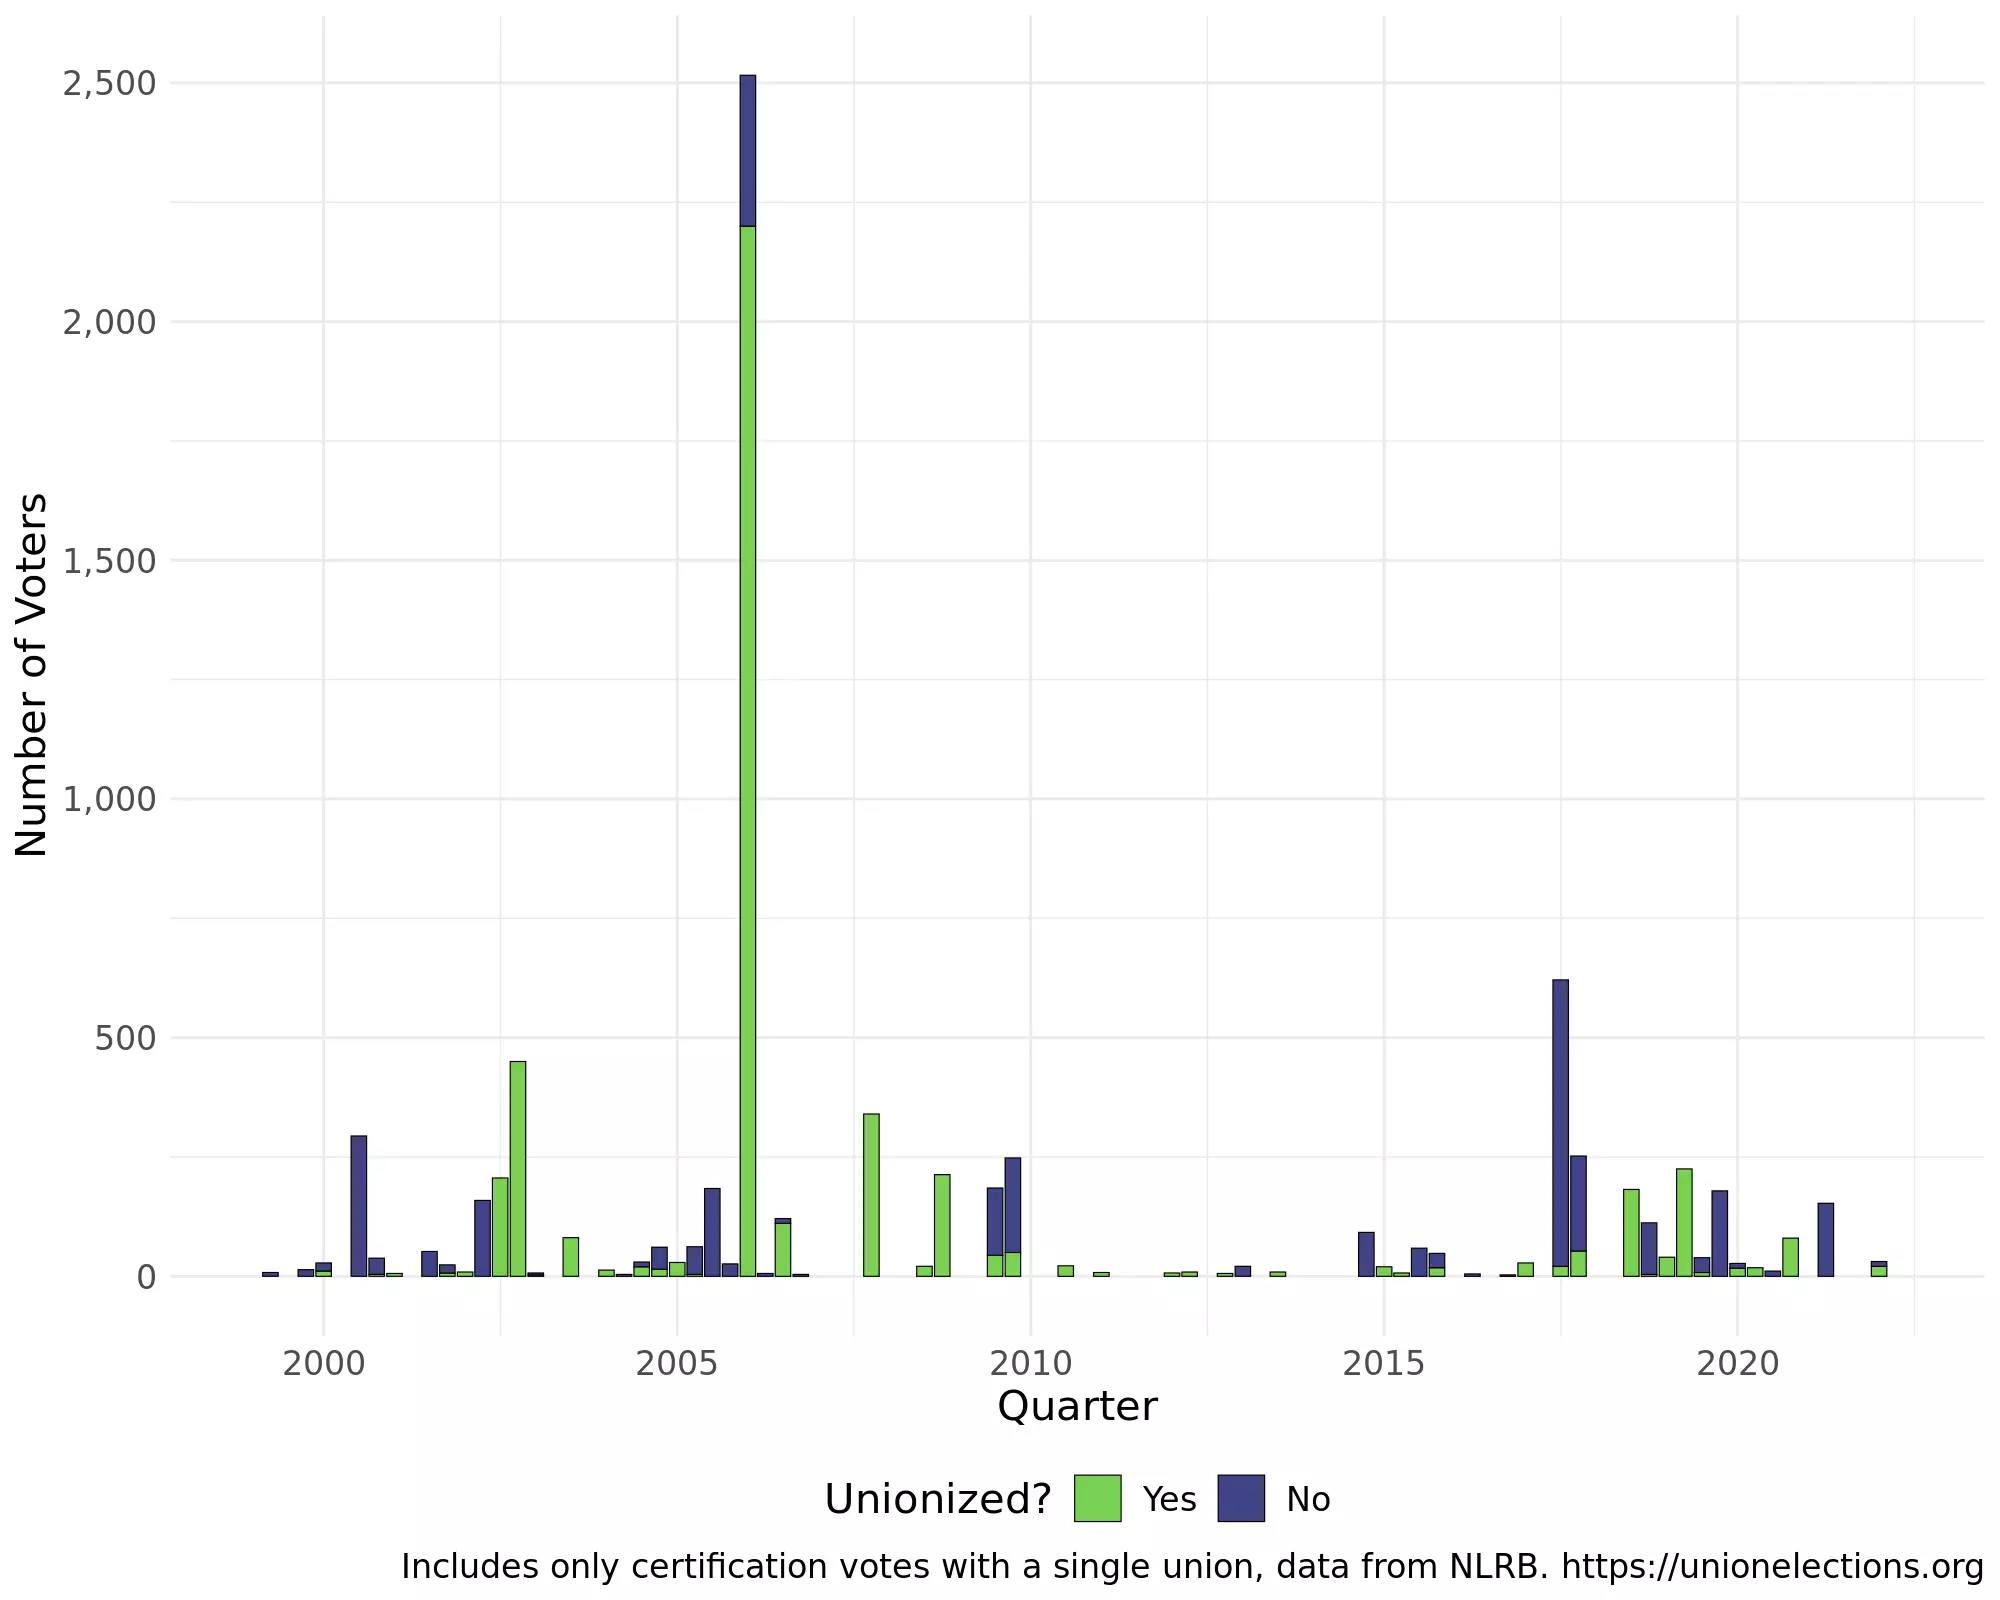 2,500
2,000
1,500
1,000
500
0
Number of Voters
2000 2005 2010 2015 2020
Quarter
Unionized? Yes No
Includes only certification votes with a single union, data from NLRB. https://unionelections.org